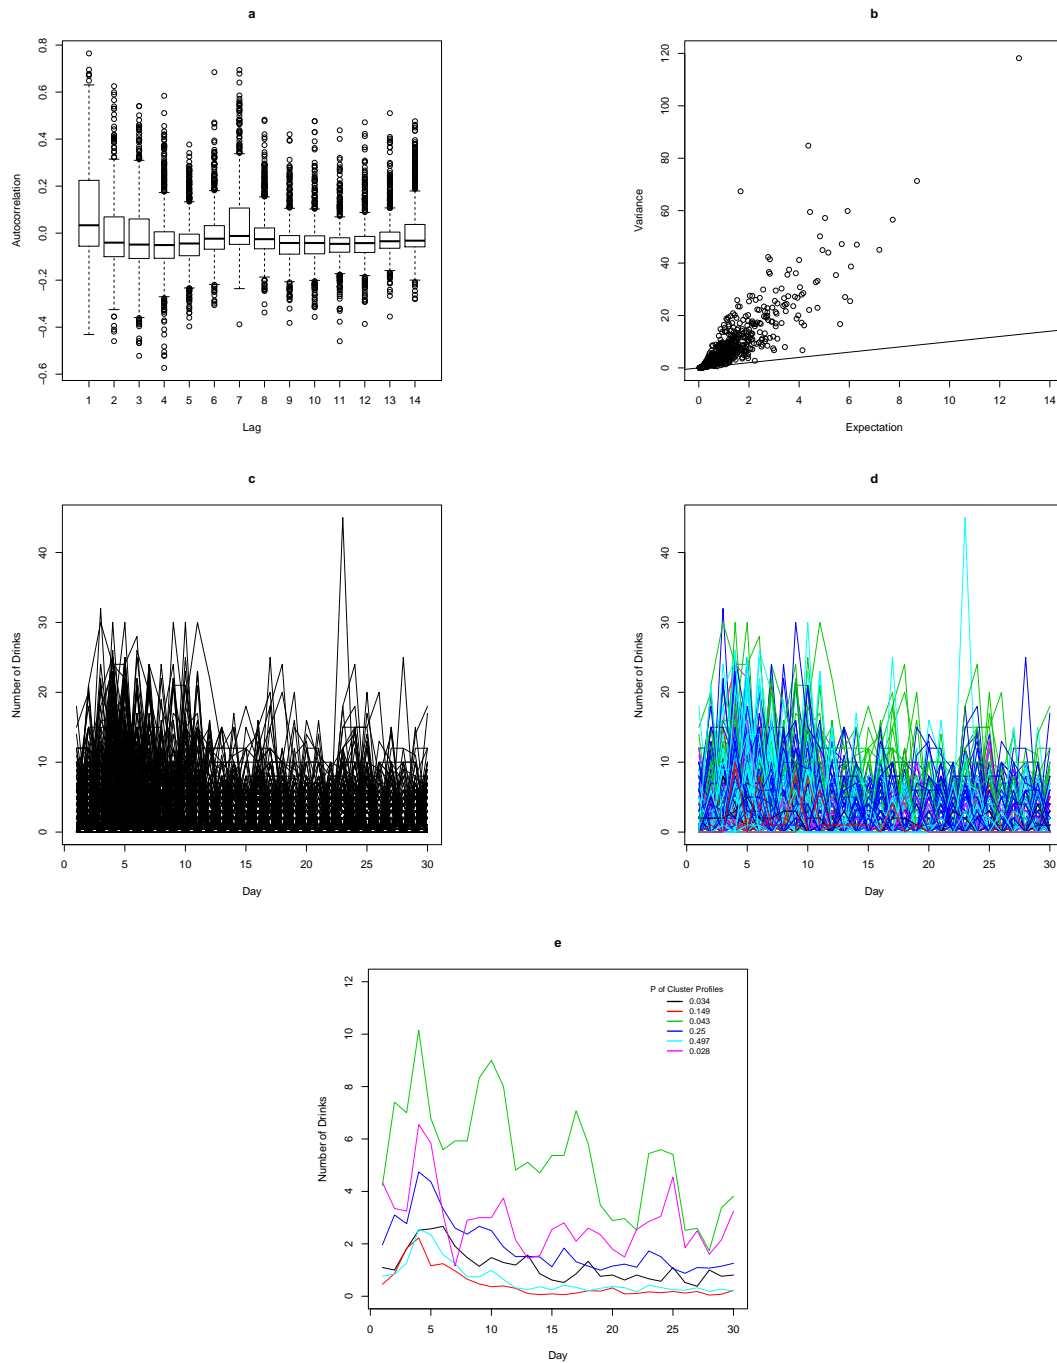 a
0.8
0.6
0.4
0.2
0.0
−0.2
−0.4
−0.6
Autocorrelation
1 2 3 4 5 6 7 8 9 10 11 12 13 14
Lag
b
120
100
80
60
40
20
0
Variance
0 2 4 6 8 10 12 14
Expectation
c
40
30
20
10
0
Number of Drinks
0 5 10 15 20 25 30
Day
d
40
30
20
10
0
Number of Drinks
0 5 10 15 20 25 30
Day
e
12
10
8
6
4
2
0
Number of Drinks
P of Cluster Profiles
0.034
0.149
0.043
0.25
0.497
0.028
0 5 10 15 20 25 30
Day